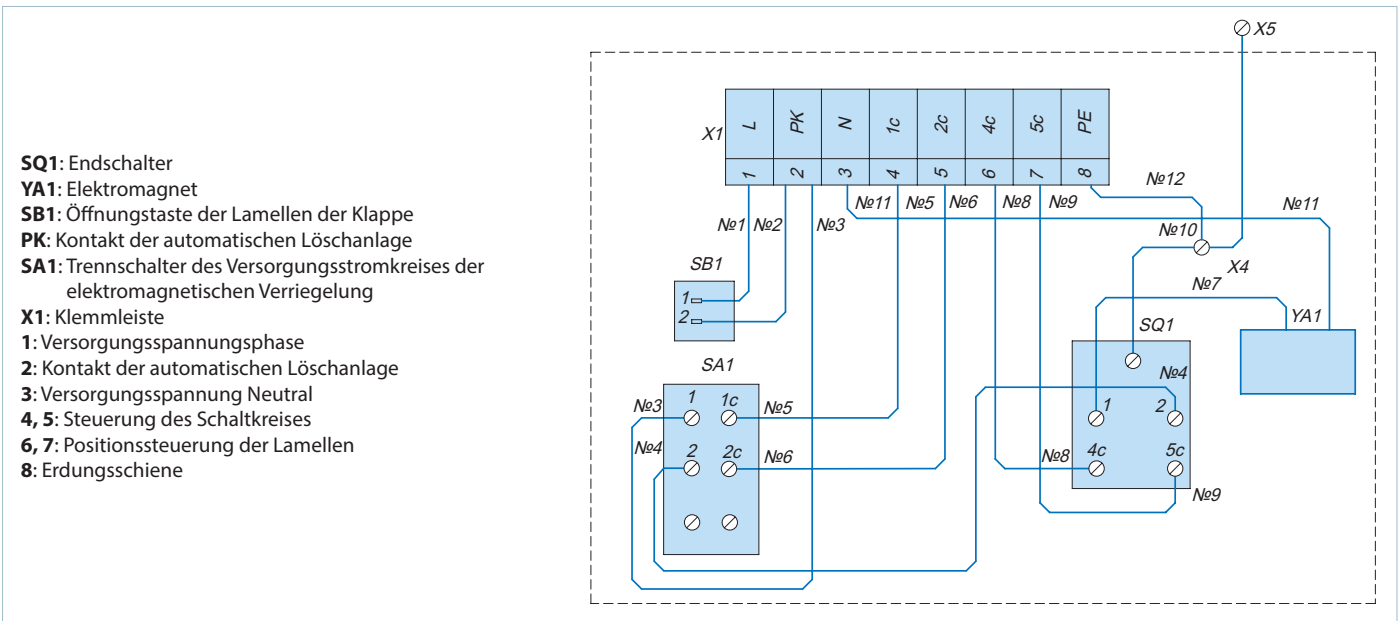 SQ1: Endschalter
YA1: Elektromagnet
SB1: Öffnungstaste der Lamellen der Klappe
PK: Kontakt der automatischen Löschanlage
SA1: Trennschalter des Versorgungsstromkreises der
elektromagnetischen Verriegelung
X1: Klemmleiste
1: Versorgungsspannungsphase
2: Kontakt der automatischen Löschanlage
3: Versorgungsspannung Neutral
4, 5: Steuerung des Schaltkreises
6, 7: Positionssteuerung der Lamellen
8: Erdungsschiene
X5
X1
L PK N 1c 2c 4c 5c PE
1 2 3 4 5 6 7 8
№12
№11 №5 №6 №8 №9 №11
№1 №2 №3 №10
SB1
X4
1
2
№7
SQ1
YA1
SA1
№4
№3 1 1c №5
1 2
№4 2 2c №6
№8 4c 5c
№9